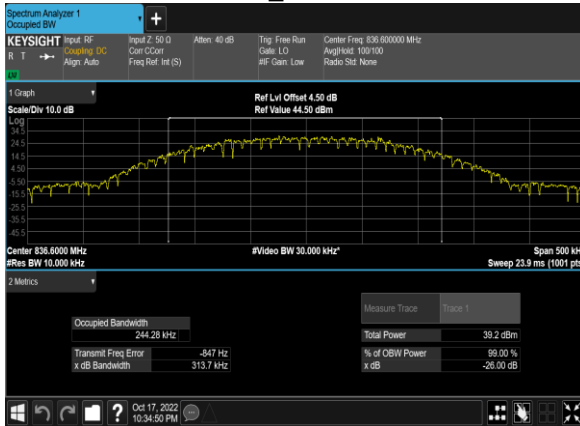 Spectrum Analyzer 1
Occupied BW
+
KEYSIGHT Input: RF Input Z: 50 Ω Atten: 40 dB Trig: Free Run Center Freq: 836.600000 MHz
R T Coupling: DC Corr CCorr Gate: LO Avg|Hold: 100/100
Align: Auto Freq Ref: Int (S) #IF Gain: Low Radio Std: None
1 Graph
Ref Lvl Offset 4.50 dB
Scale/Div 10.0 dB Ref Value 44.50 dBm
Log
34.5
24.5
14.5
4.50
-5.50
-15.5
-25.5
-35.5
-45.5
Center 836.6000 MHz #Video BW 30.000 kHz* Span 500 kH
#Res BW 10.000 kHz Sweep 23.9 ms (1001 pts
2 Metrics
Measure Trace Trace 1
Occupied Bandwidth
244.28 kHz Total Power 39.2 dBm
Transmit Freq Error -847 Hz % of OBW Power 99.00 %
x dB Bandwidth 313.7 kHz x dB -26.00 dB
?
Oct 17, 2022
10:34:50 PM